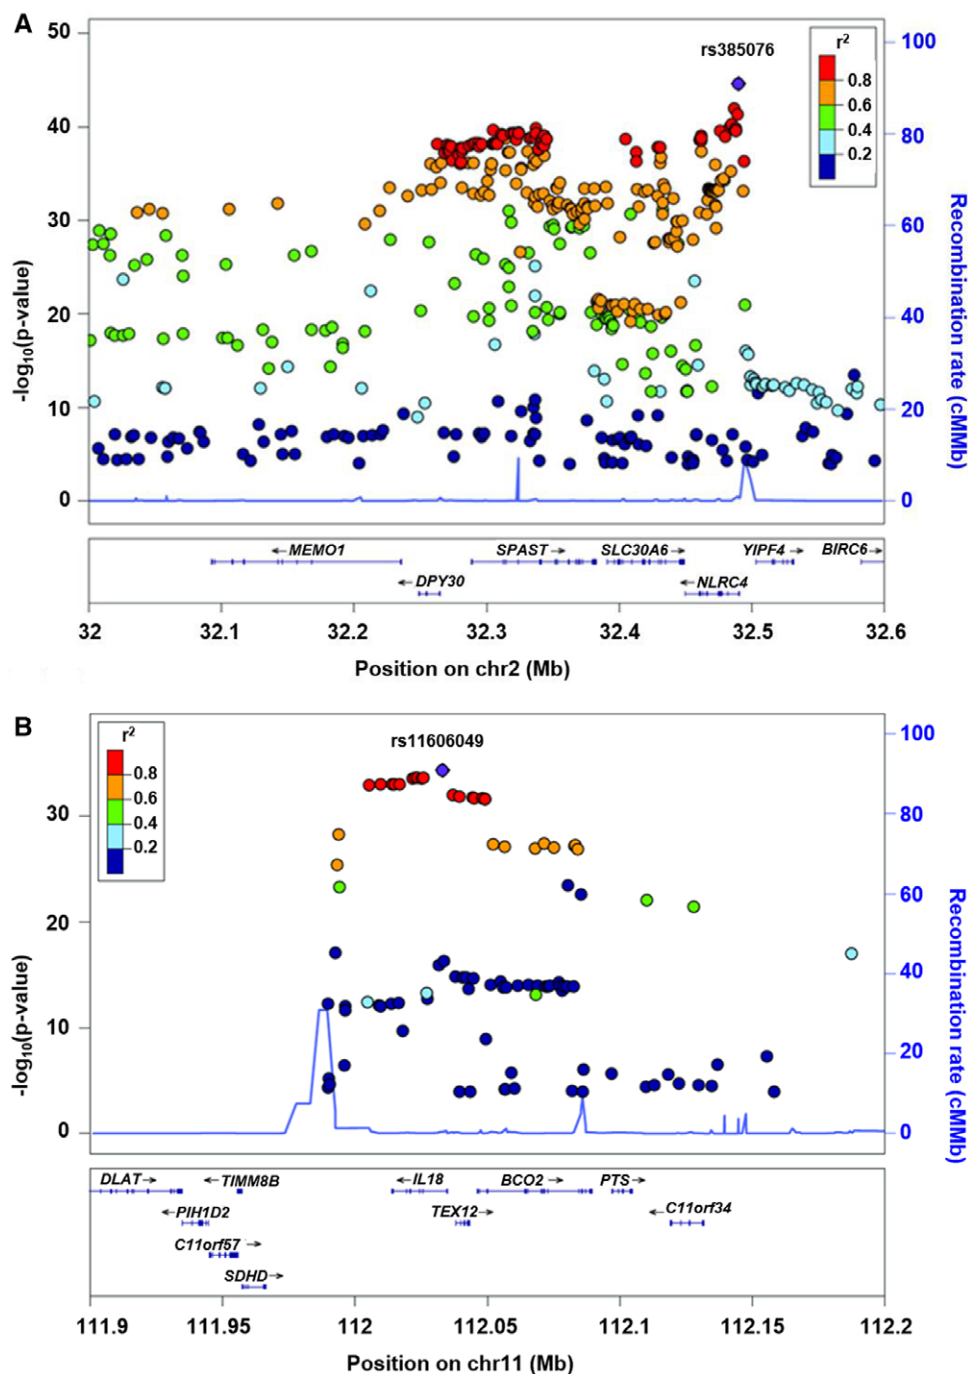 A
rs385076
r2
0.8
0.6
0.4
0.2
50
40
30
20
10
0
-log10(p-value)
100
80
60
40
20
0
Recombination rate (cMMb)
←MEMO1
SPAST→
SLC30A6→
YIPF4→
BIRC6→
←DPY30
←NLRC4
32
32.1
32.2
32.3
32.4
32.5
32.6
Position on chr2 (Mb)
B
rs11606049
r2
0.8
0.6
0.4
0.2
30
20
10
0
-log10(p-value)
100
80
60
40
20
0
Recombination rate (cMMb)
DLAT→
←TIMM8B
←IL18
BCO2→
PTS→
←PIH1D2
TEX12→
←C11orf34
C11orf57→
SDHD→
111.9
111.95
112
112.05
112.1
112.15
112.2
Position on chr11 (Mb)